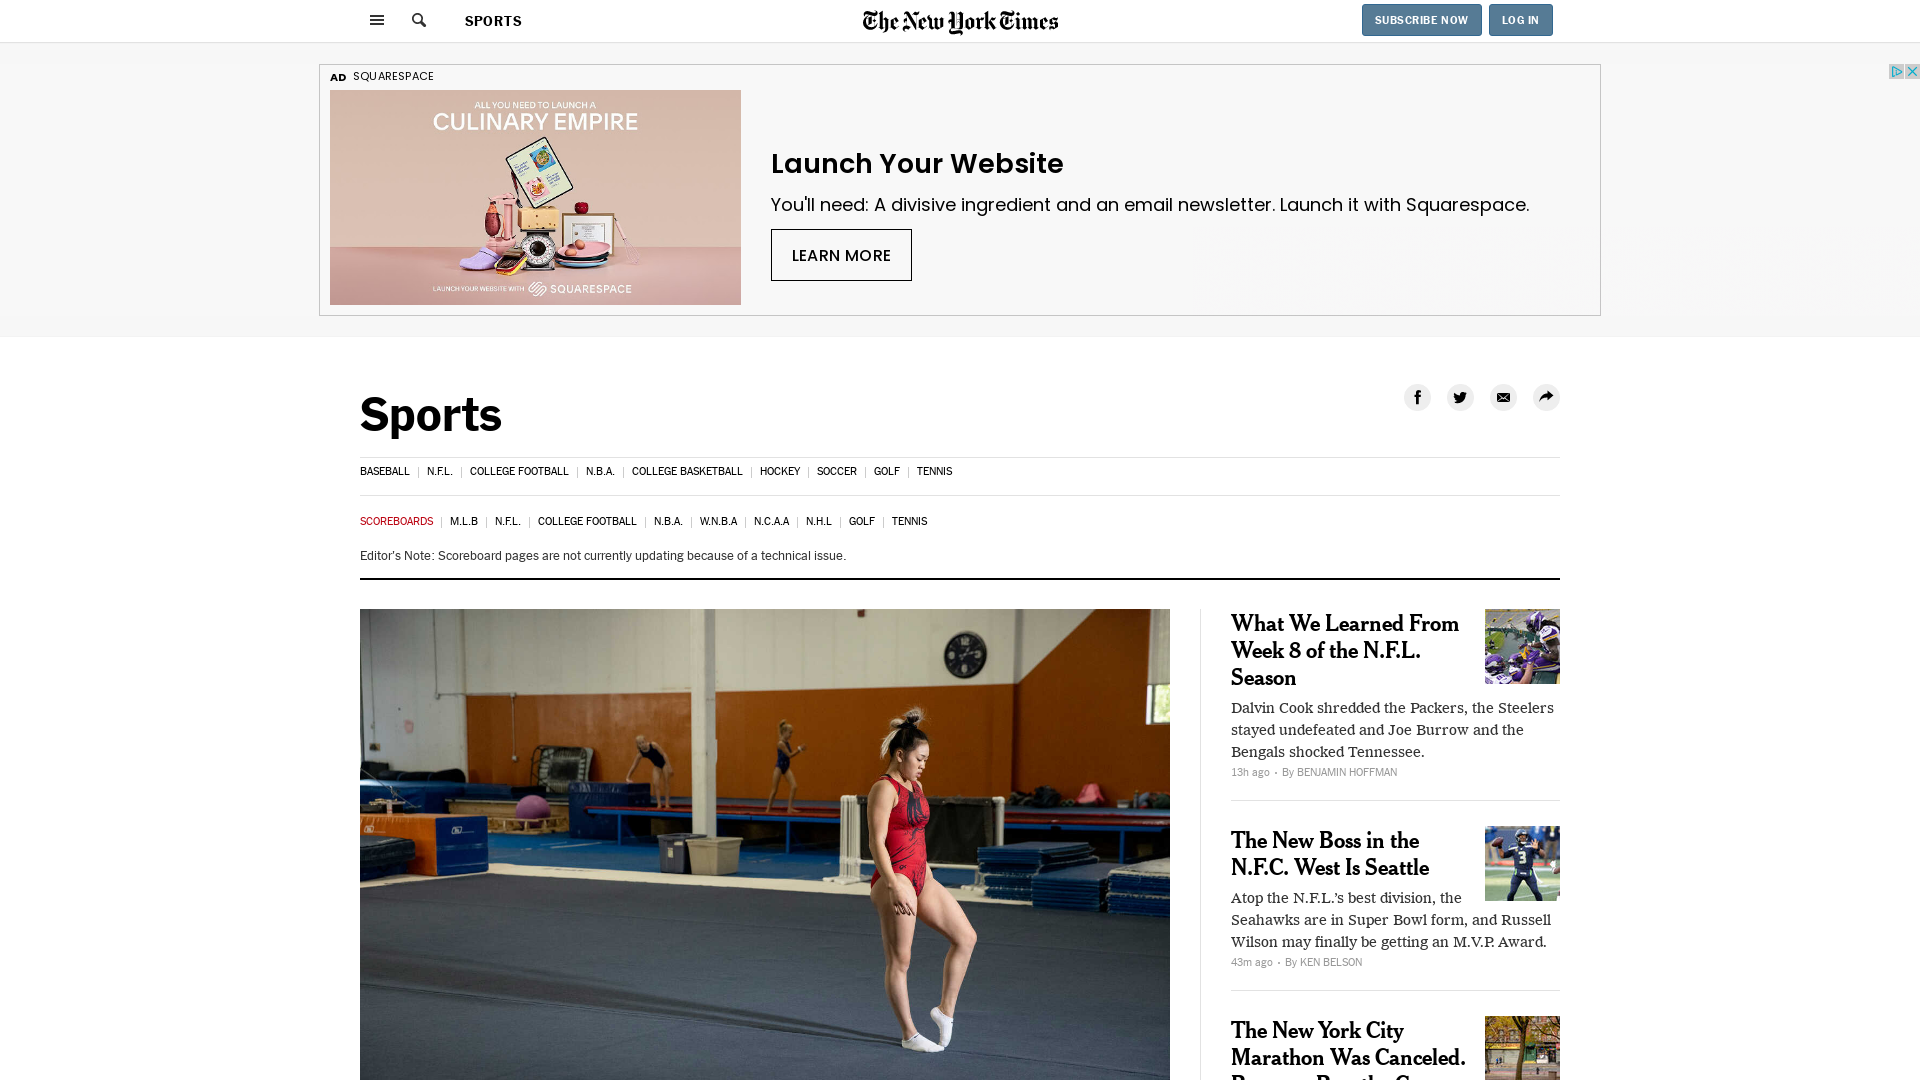 SPORTS
The New York Times
SUBSCRIBE NOW
LOG IN
AD SQUARESPACE
ALL YOU NEED TO LAUNCH A
CULINARY EMPIRE
LAUNCH YOUR WEBSITE WITH SQUARESPACE
Launch Your Website
You'll need: A divisive ingredient and an email newsletter. Launch it with Squarespace.
LEARN MORE
Sports
BASEBALL N.F.L. COLLEGE FOOTBALL N.B.A. COLLEGE BASKETBALL HOCKEY SOCCER GOLF TENNIS
SCOREBOARDS M.L.B N.F.L. COLLEGE FOOTBALL N.B.A. W.N.B.A N.C.A.A N.H.L GOLF TENNIS
Editor's Note: Scoreboard pages are not currently updating because of a technical issue.
What We Learned From
Week 8 of the N.F.L.
Season
Dalvin Cook shredded the Packers, the Steelers
stayed undefeated and Joe Burrow and the
Bengals shocked Tennessee.
13h ago • By BENJAMIN HOFFMAN
The New Boss in the
N.F.C. West Is Seattle
Atop the N.F.L.’s best division, the
Seahawks are in Super Bowl form, and Russell
Wilson may finally be getting an M.V.P. Award.
43m ago • By KEN BELSON
The New York City
Marathon Was Canceled.